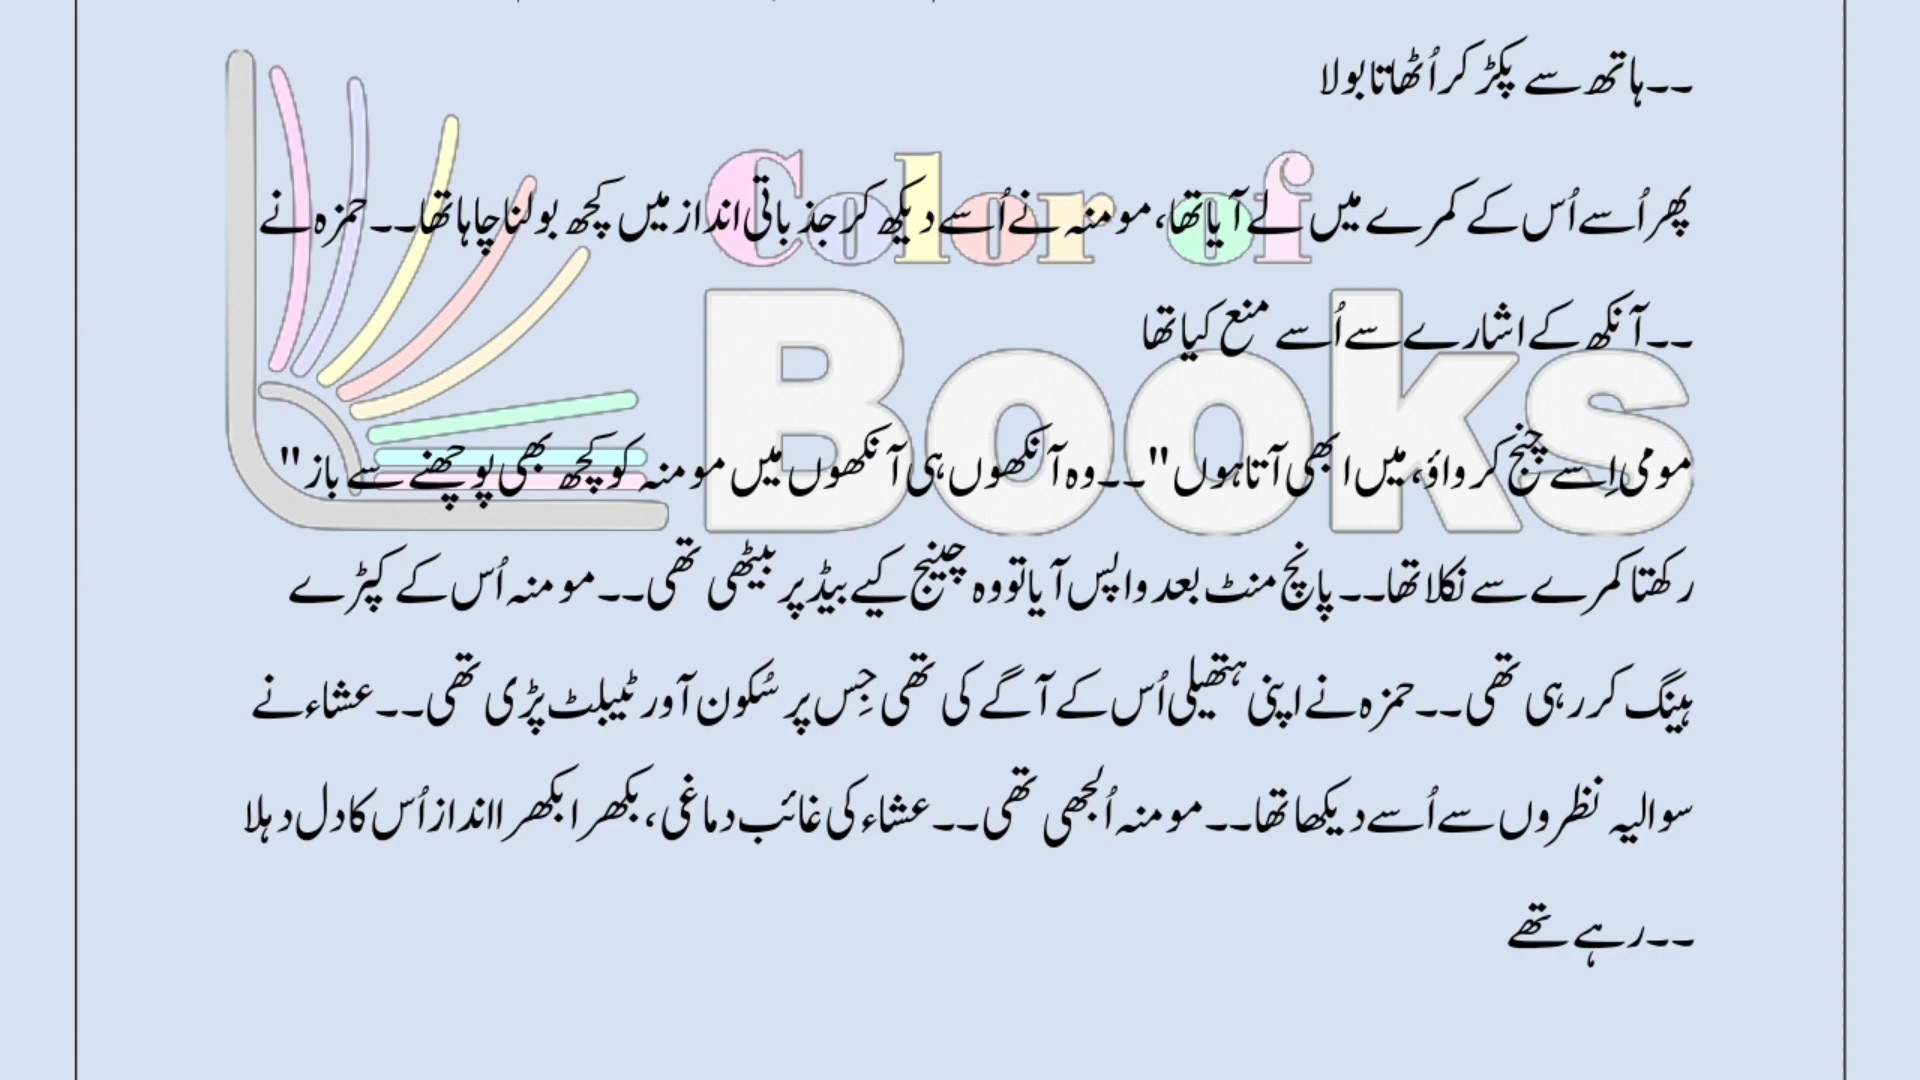 ۔۔ہاتھ سے پکڑ کر اُٹھاتا بولا
پھر اُسے اُس کے کمرے میں لے آیا تھا، مومنہ نے اُسے دیکھ کر جذباتی انداز میں کچھ بولنا چاہا تھا۔۔حمزہ نے
۔۔آنکھ کے اشارے سے اُسے منع کیا تھا
مومی اِسے چنج کرواؤ، میں ابھی آتا ہوں"۔۔وہ آنکھوں ہی آنکھوں میں مومنہ کو کچھ بھی پوچھنے سے باز"
رکھتا کمرے سے نکلا تھا۔۔پانچ منٹ بعد واپس آیا تو وہ چینج کیے بیڈ پر بیٹھی تھی۔۔مومنہ اُس کے کپڑے
ہینگ کر رہی تھی۔۔حمزہ نے اپنی ہتھیلی اُس کے آگے کی تھی جِس پر سُکون آور ٹیبلٹ پڑی تھی۔۔عشاء نے
سوالیہ نظروں سے اُسے دیکھا تھا۔۔مومنہ اُلجھی تھی۔۔عشاء کی غائب دماغی، بکھرا بکھرا انداز اُس کا دل دہلا
۔۔رہے تھے
Color of
Books